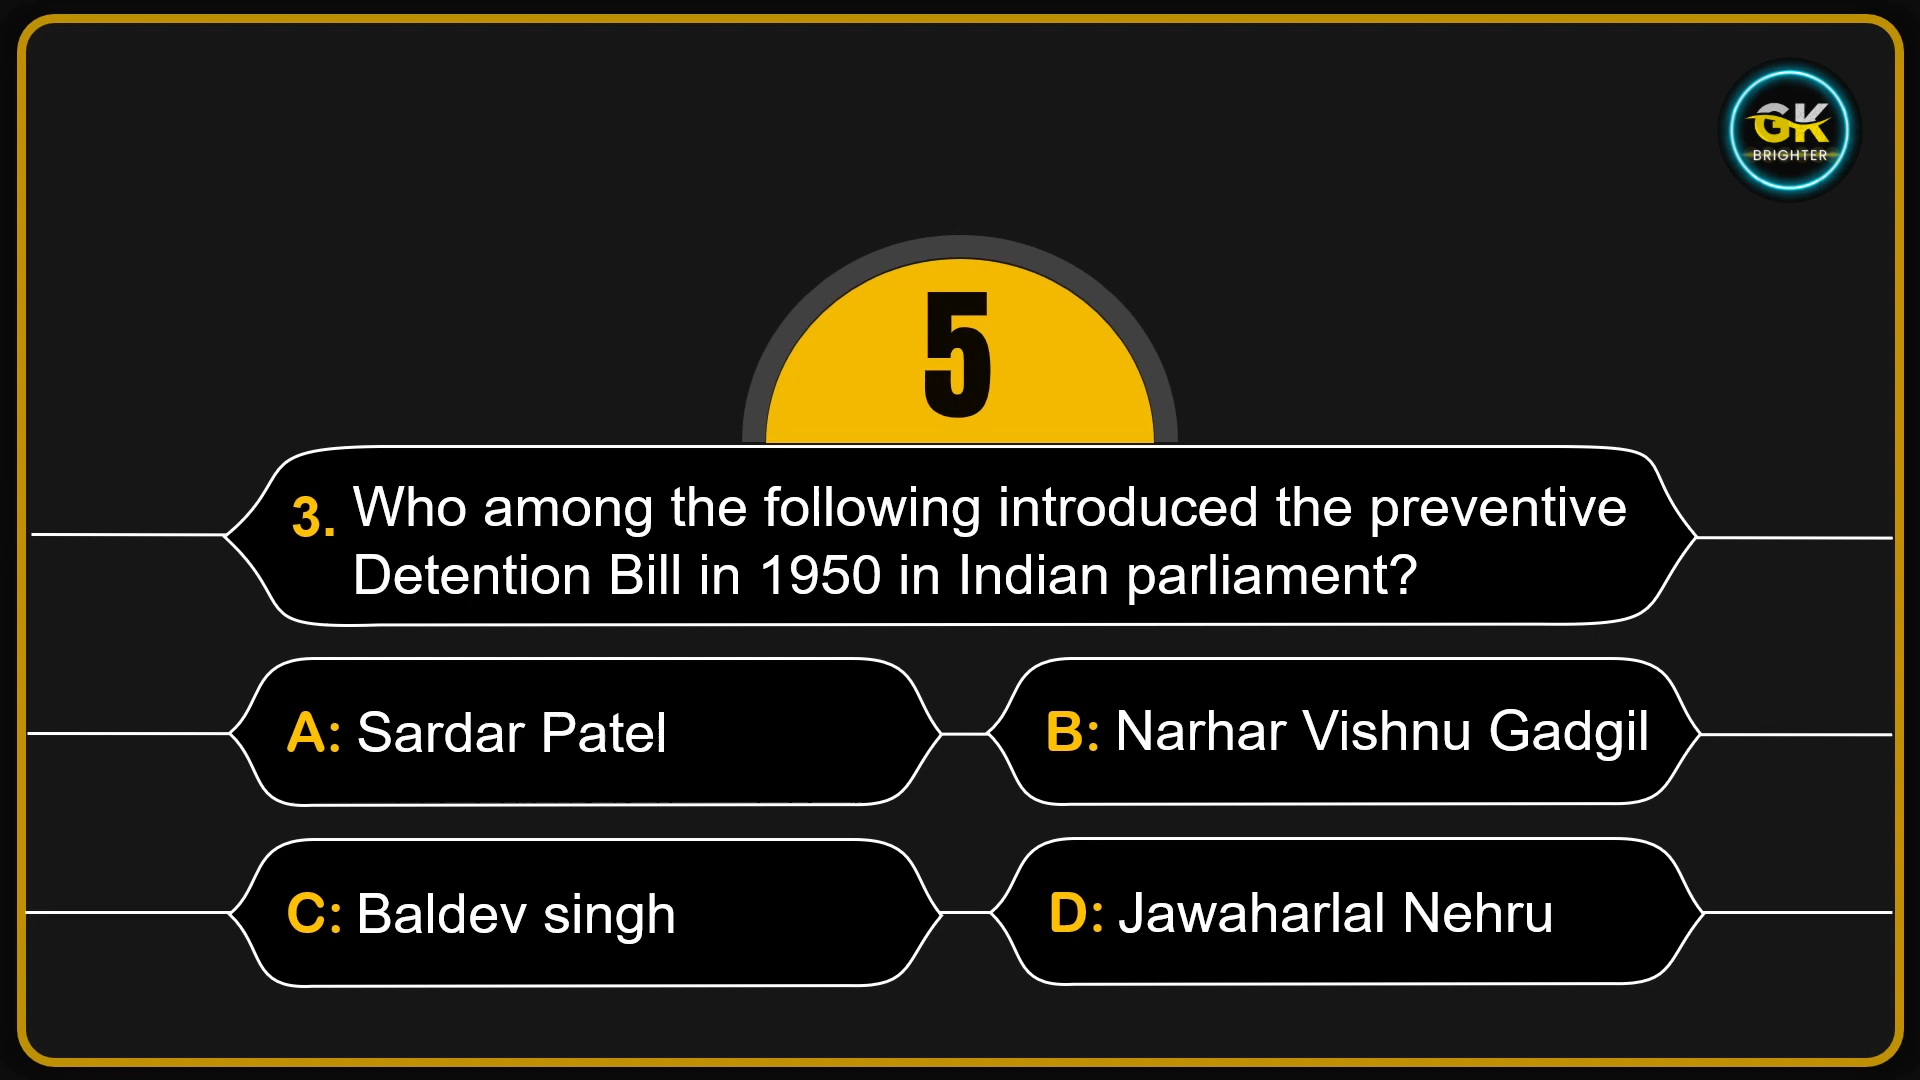 GK
BRIGHTER
5
3. Who among the following introduced the preventive
Detention Bill in 1950 in Indian parliament?
A: Sardar Patel
B: Narhar Vishnu Gadgil
C: Baldev singh
D: Jawaharlal Nehru